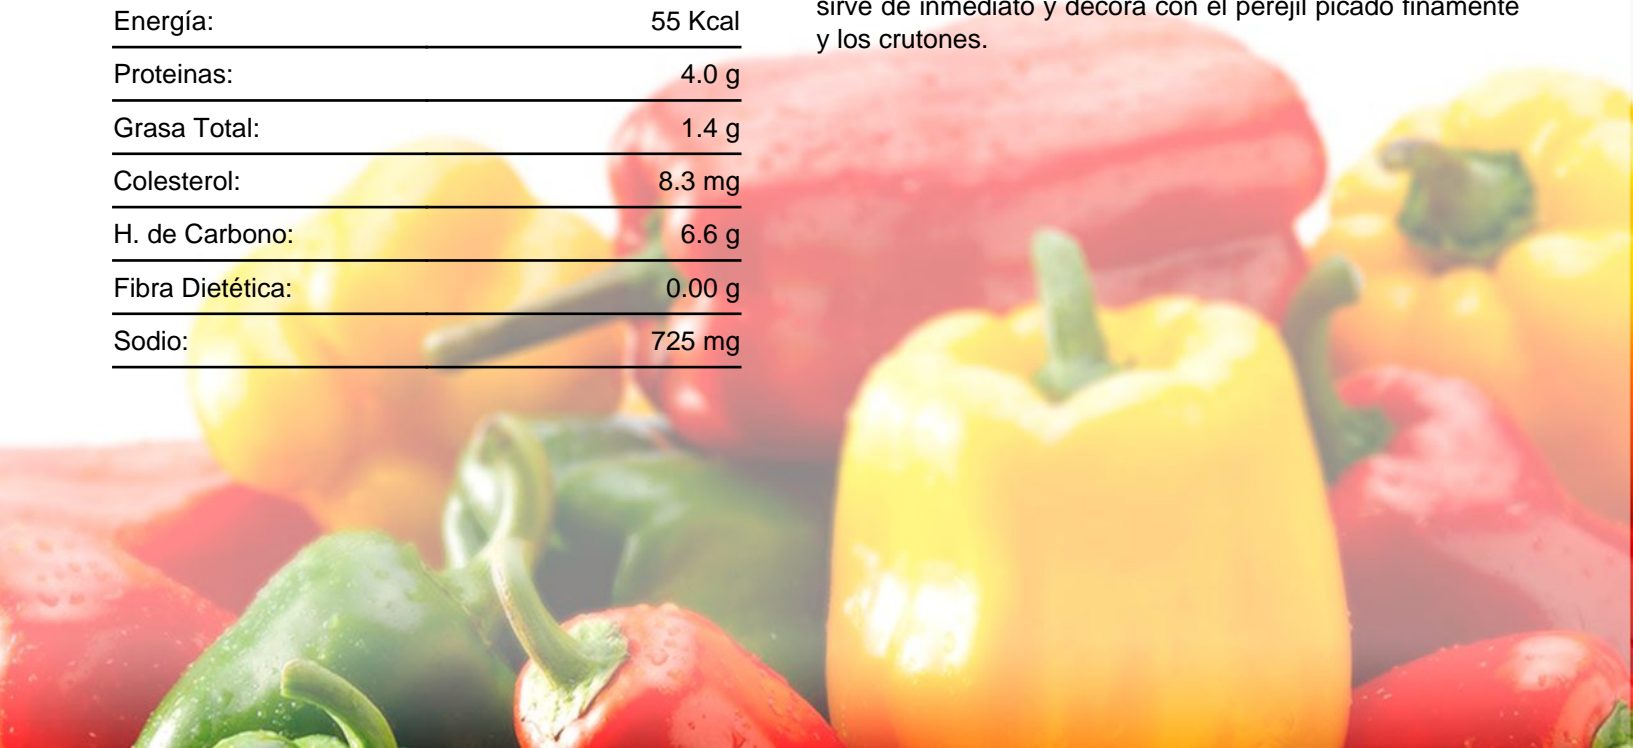 Energía: 55 Kcal
Proteinas: 4.0 g
Grasa Total: 1.4 g
Colesterol: 8.3 mg
H. de Carbono: 6.6 g
Fibra Dietética: 0.00 g
Sodio: 725 mg
sirve de inmediato y decora con el perejil picado finamente
y los crutones.